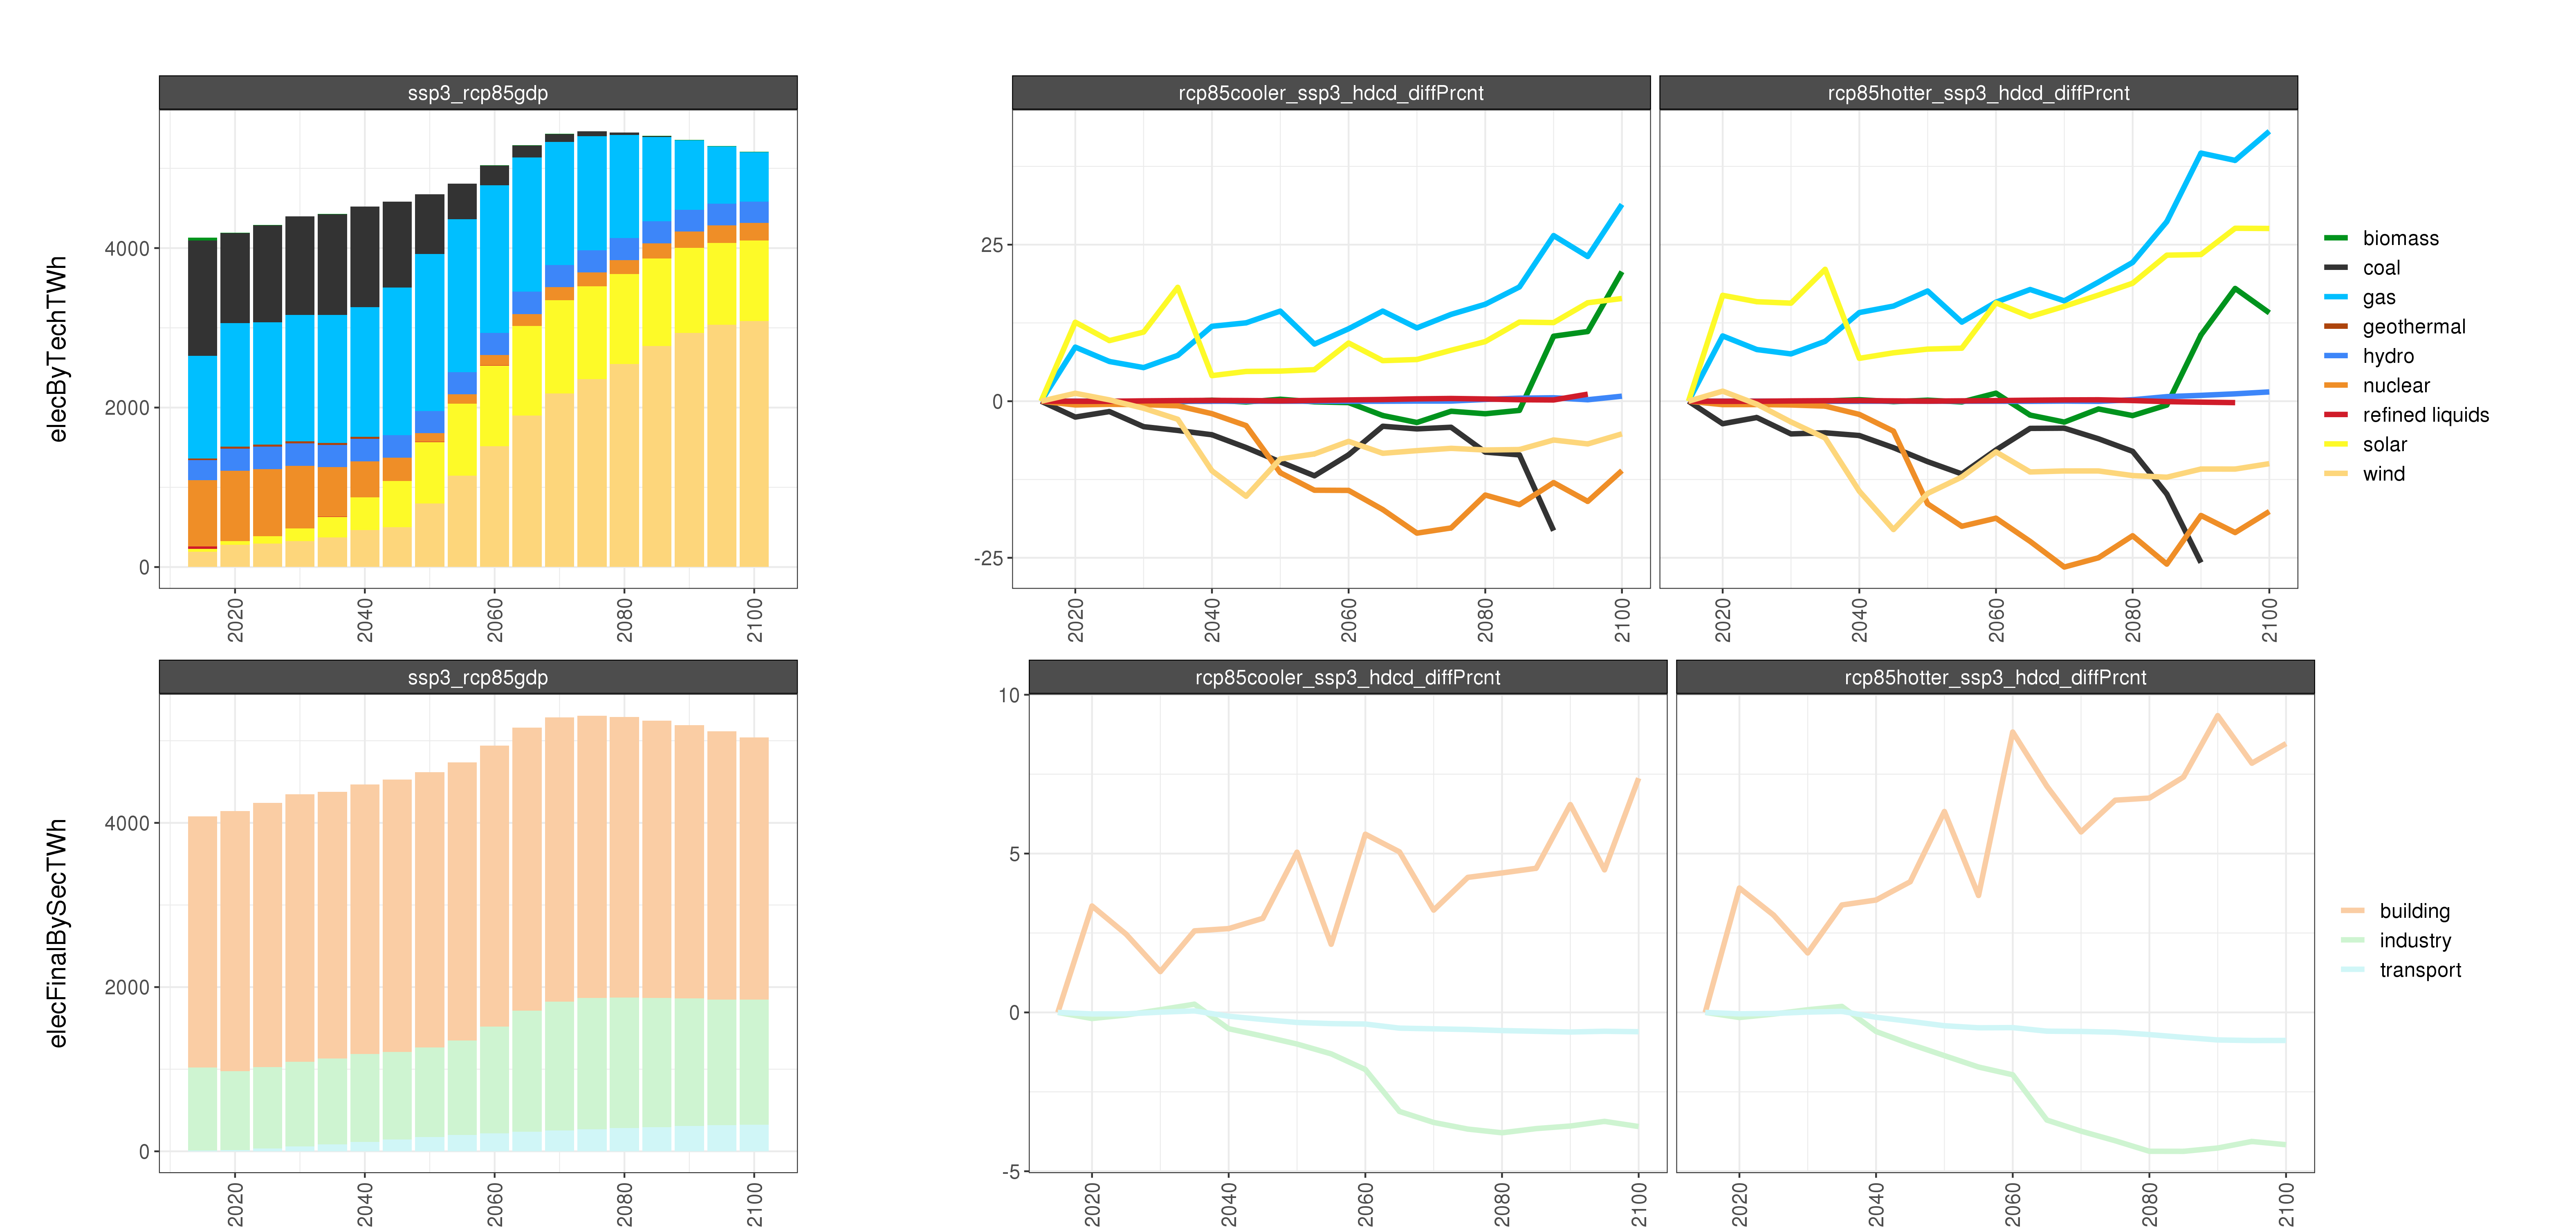 ssp3_rcp85gdp
rcp85cooler_ssp3_hdcd_diffPrcnt
rcp85hotter_ssp3_hdcd_diffPrcnt
elecByTechTWh
4000
2000
0
25
0
-25
2020
2040
2060
2080
2100
2020
2040
2060
2080
2100
2020
2040
2060
2080
2100
biomass
coal
gas
geothermal
hydro
nuclear
refined liquids
solar
wind
ssp3_rcp85gdp
rcp85cooler_ssp3_hdcd_diffPrcnt
rcp85hotter_ssp3_hdcd_diffPrcnt
elecFinalBySecTWh
4000
2000
0
10
5
0
-5
2020
2040
2060
2080
2100
2020
2040
2060
2080
2100
2020
2040
2060
2080
2100
building
industry
transport